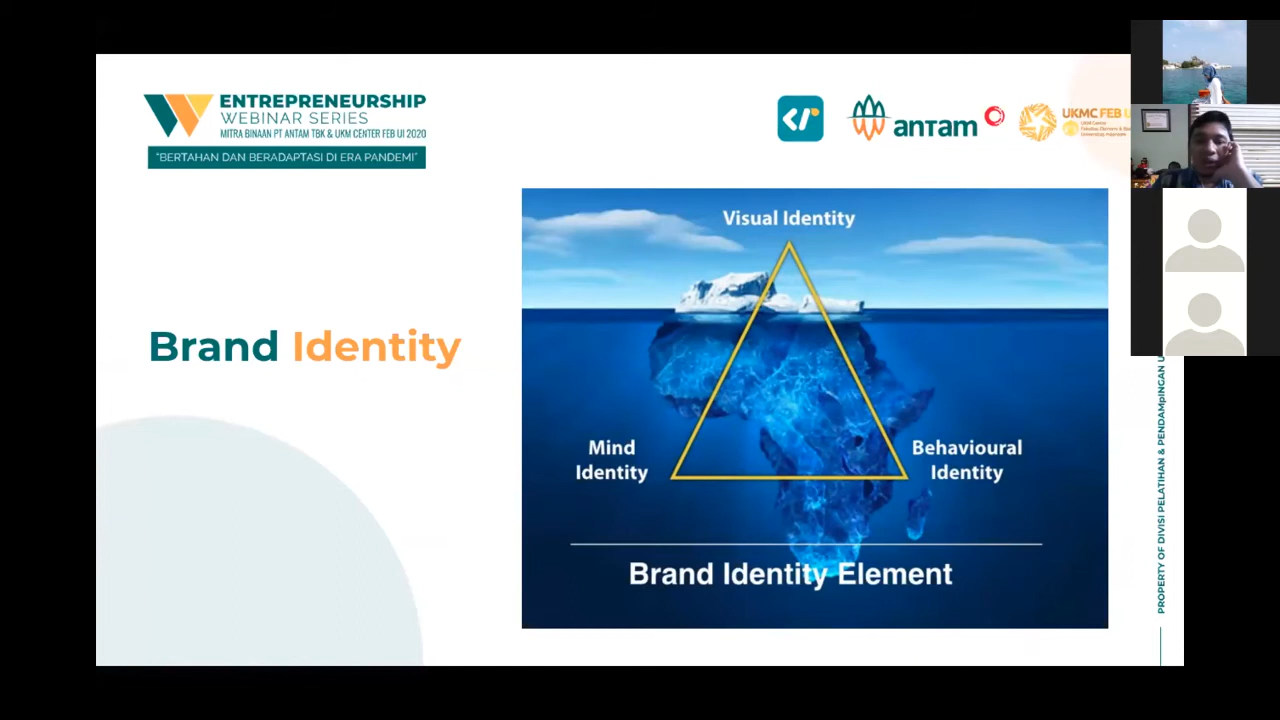 ENTREPRENEURSHIP
WEBINAR SERIES
MITRA BINAAN PT ANTAM TBK & UKM CENTER FEB UI 2020
"BERTAHAN DAN BERADAPTASI DI ERA PANDEMI"
antam
UKMC FEB U
Brand Identity
Visual Identity
Mind
Identity
Behavioural
Identity
Brand Identity Element
PROPERTY OF DIVISI PELATIHAN & PENDAMpINGAN U